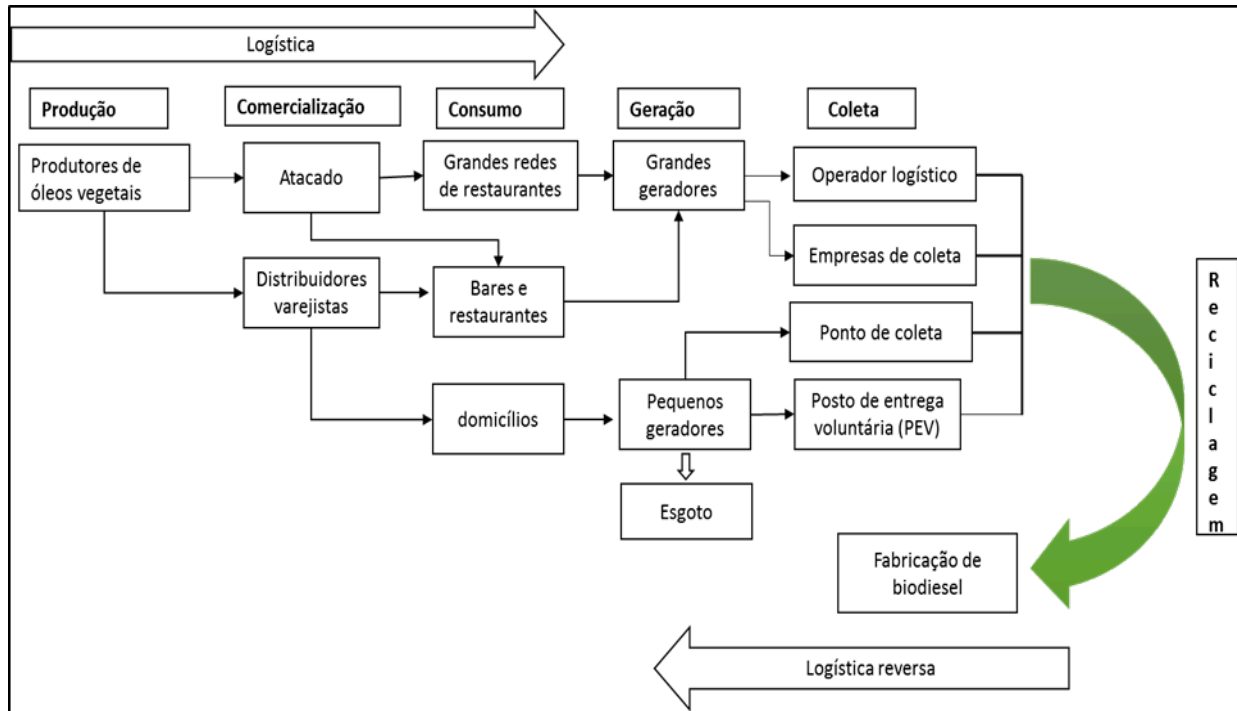 Logística
Produção
Comercialização
Consumo
Geração
Coleta
Produtores de
óleos vegetais
Atacado
Grandes redes
de restaurantes
Grandes
geradores
Operador logístico
Empresas de coleta
Distribuidores
varejistas
Bares e
restaurantes
Ponto de coleta
domicílios
Pequenos
geradores
Posto de entrega
voluntária (PEV)
Esgoto
Reciclagem
Fabricação de
biodiesel
Logística reversa